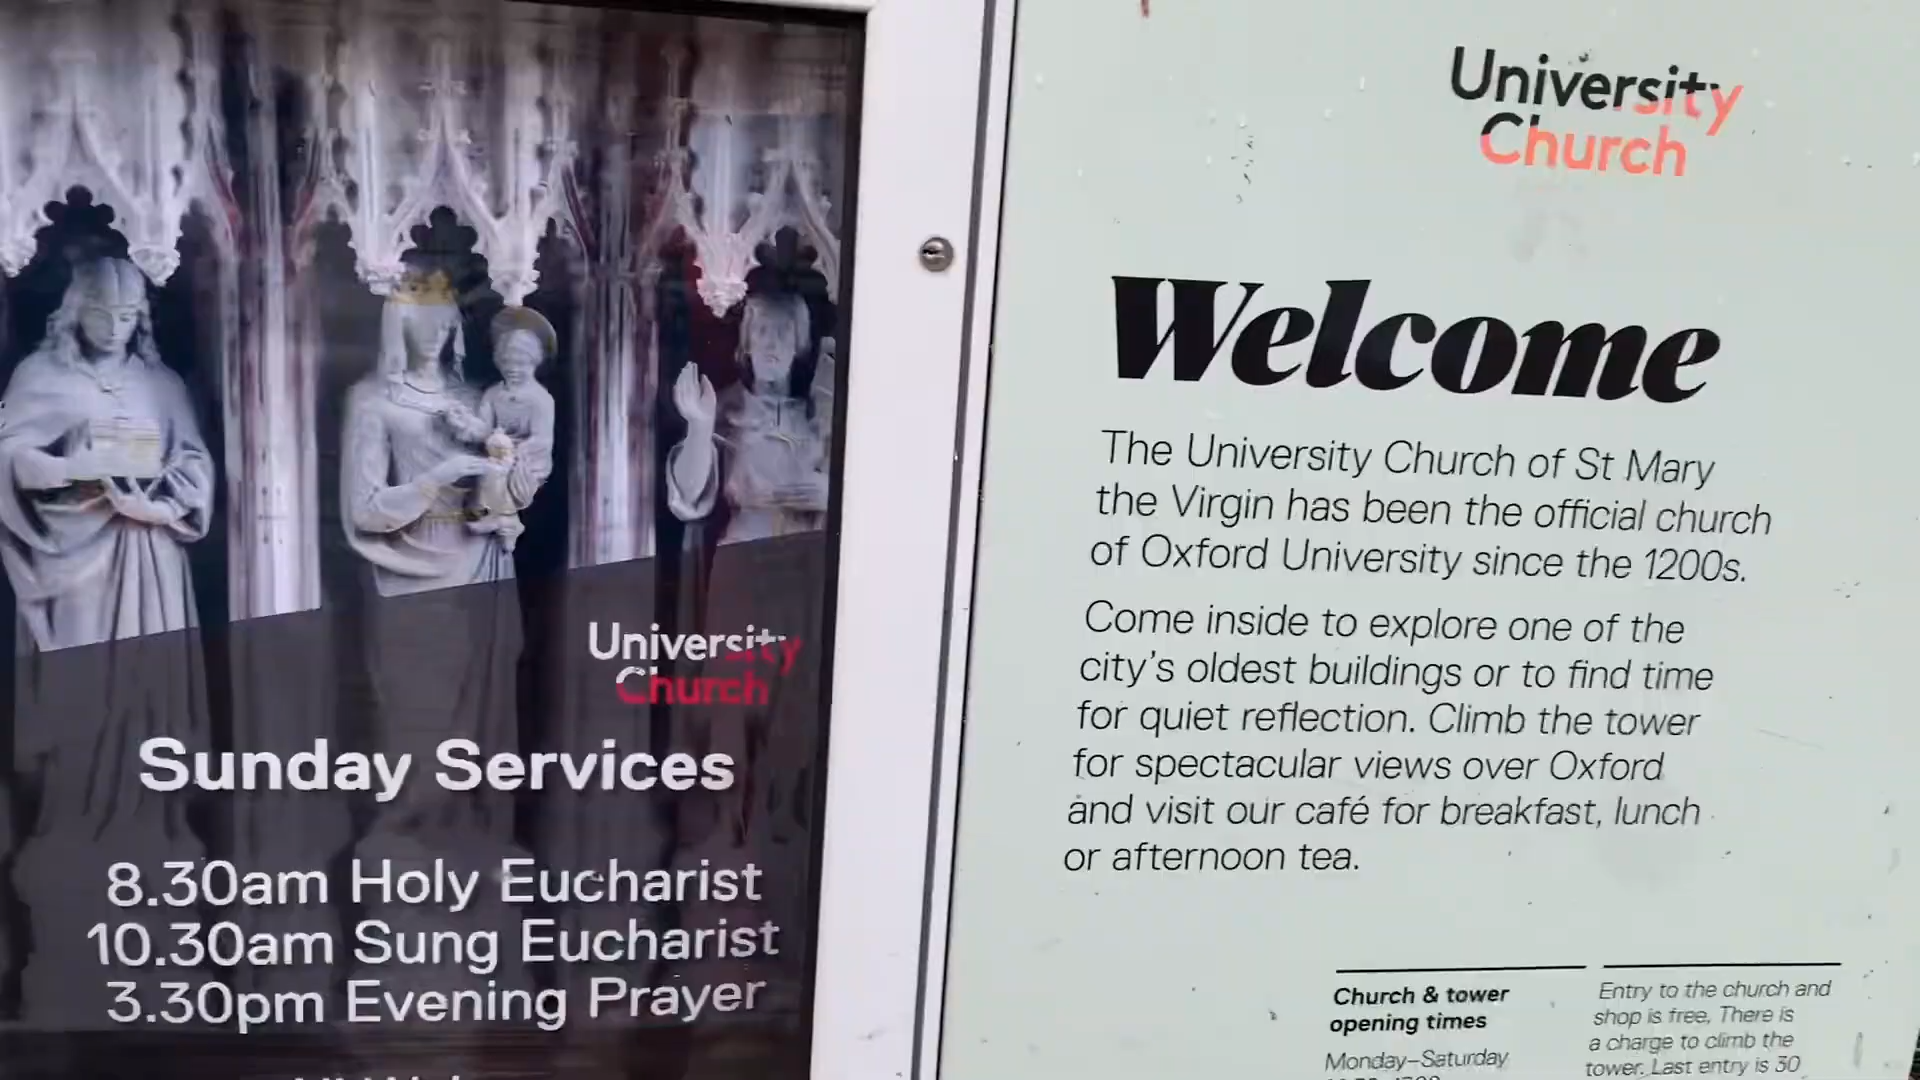 University
Church
Sunday Services
8.30am Holy Eucharist
10.30am Sung Eucharist
3.30pm Evening Prayer
University
Church
Welcome
The University Church of St Mary
the Virgin has been the official church
of Oxford University since the 1200s.
Come inside to explore one of the
city's oldest buildings or to find time
for quiet reflection. Climb the tower
for spectacular views over Oxford
and visit our café for breakfast, lunch
or afternoon tea.
Church & tower
opening times
Monday–Saturday
Entry to the church and
shop is free. There is
a charge to climb the
tower. Last entry is 30